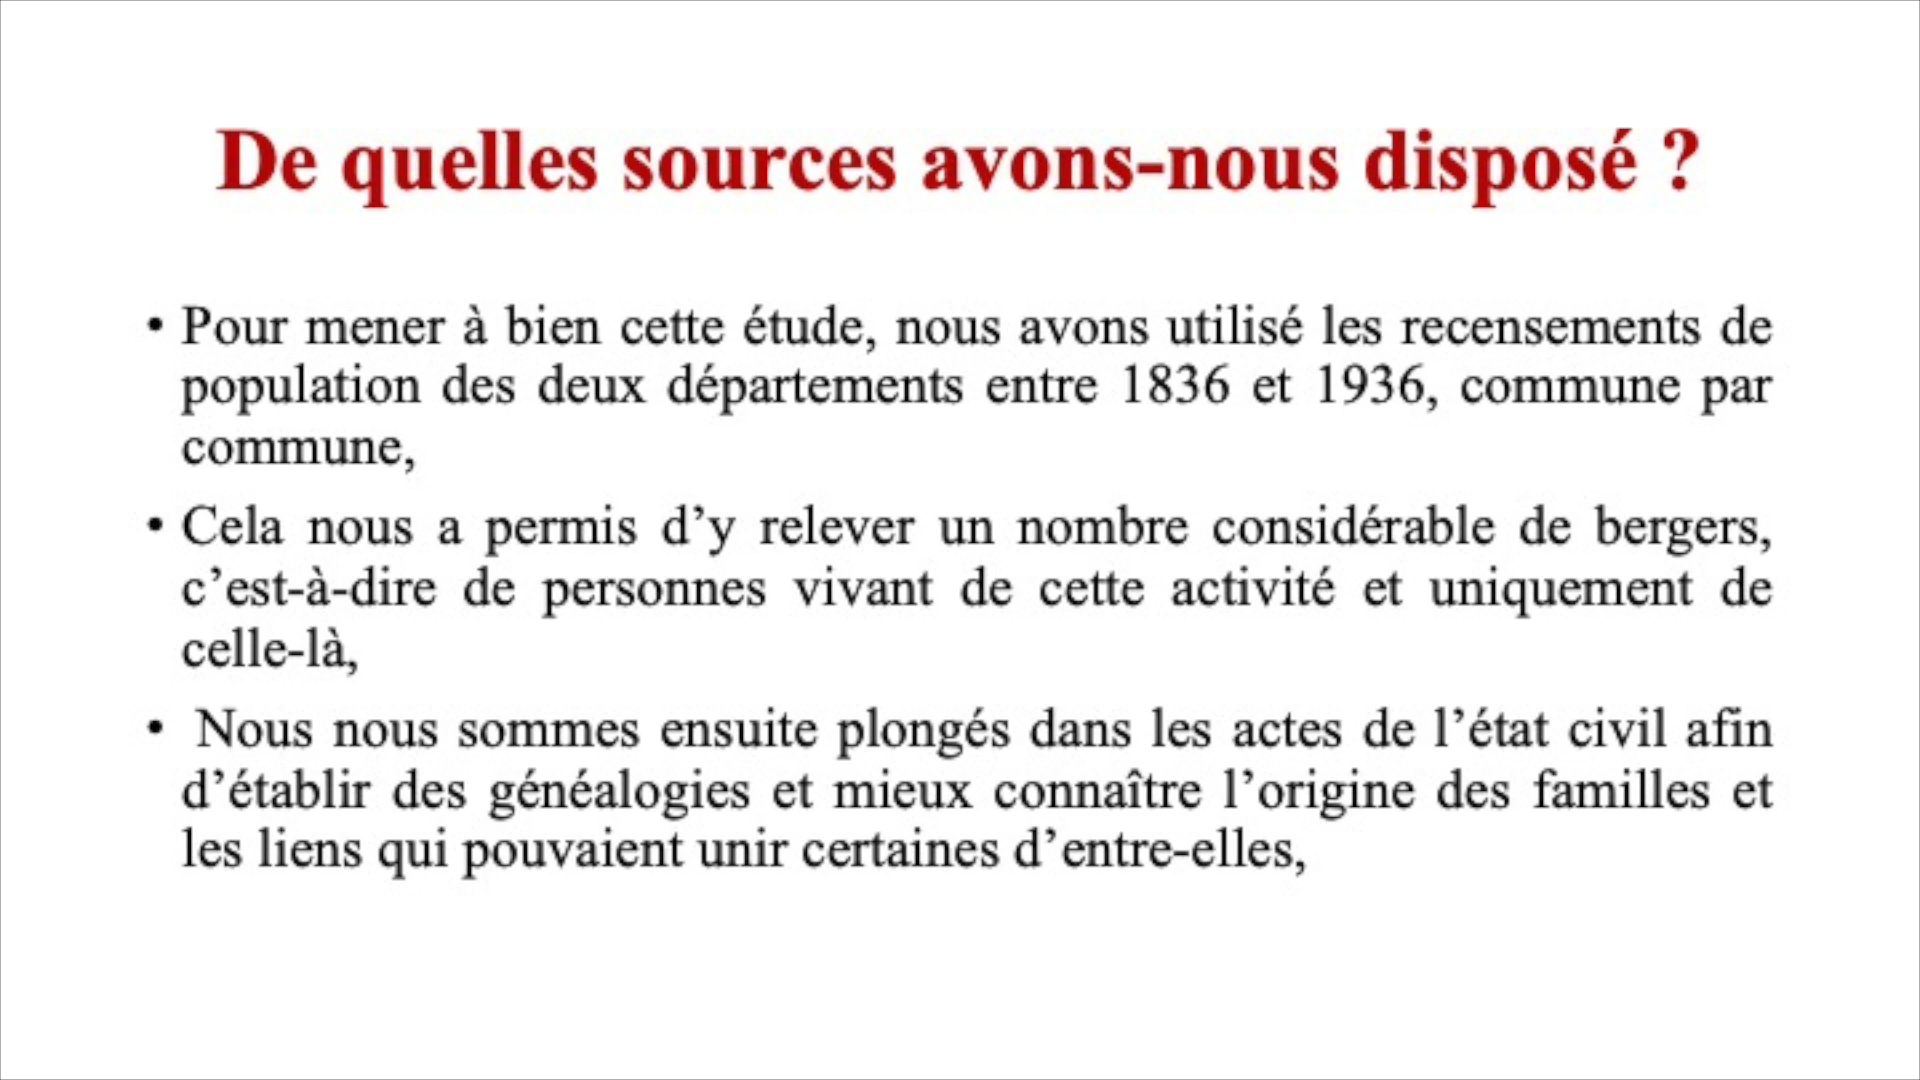 De quelles sources avons-nous disposé ?
• Pour mener à bien cette étude, nous avons utilisé les recensements de
population des deux départements entre 1836 et 1936, commune par
commune,
• Cela nous a permis d’y relever un nombre considérable de bergers,
c’est-à-dire de personnes vivant de cette activité et uniquement de
celle-là,
• Nous nous sommes ensuite plongés dans les actes de l’état civil afin
d’établir des généalogies et mieux connaître l’origine des familles et
les liens qui pouvaient unir certaines d’entre-elles,